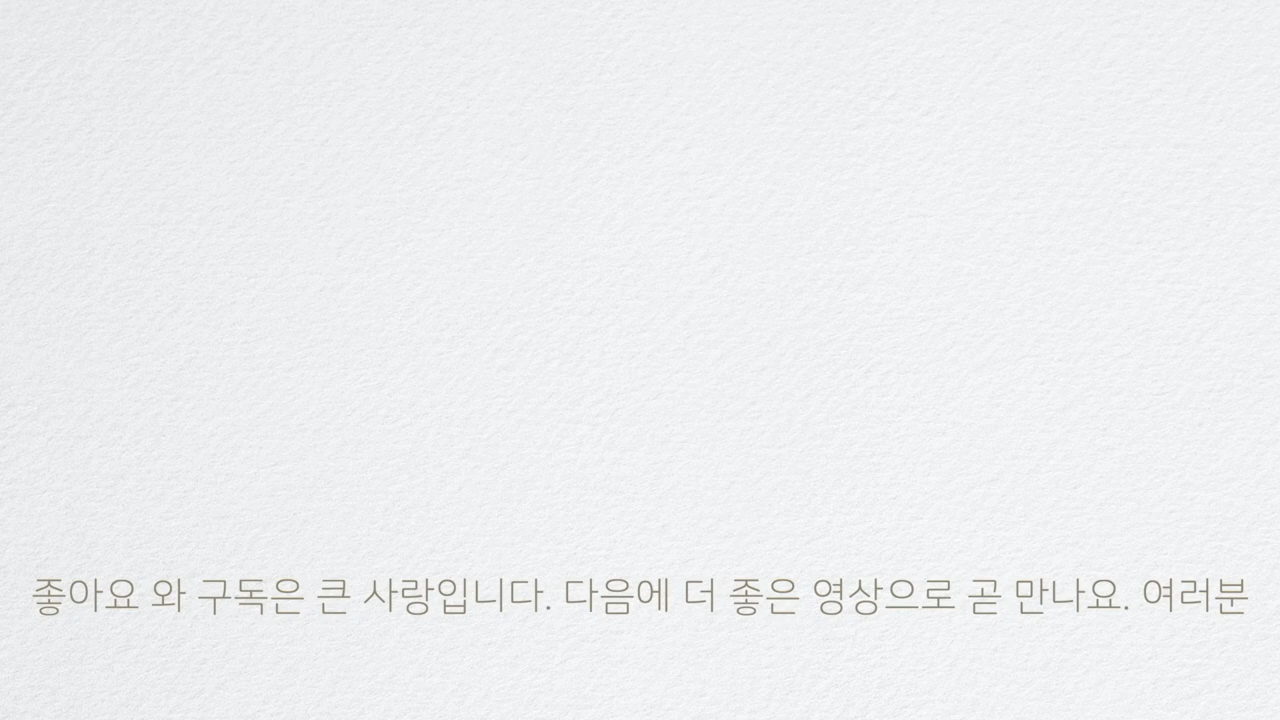 좋아요 와 구독은 큰 사랑입니다. 다음에 더 좋은 영상으로 곧 만나요. 여러분